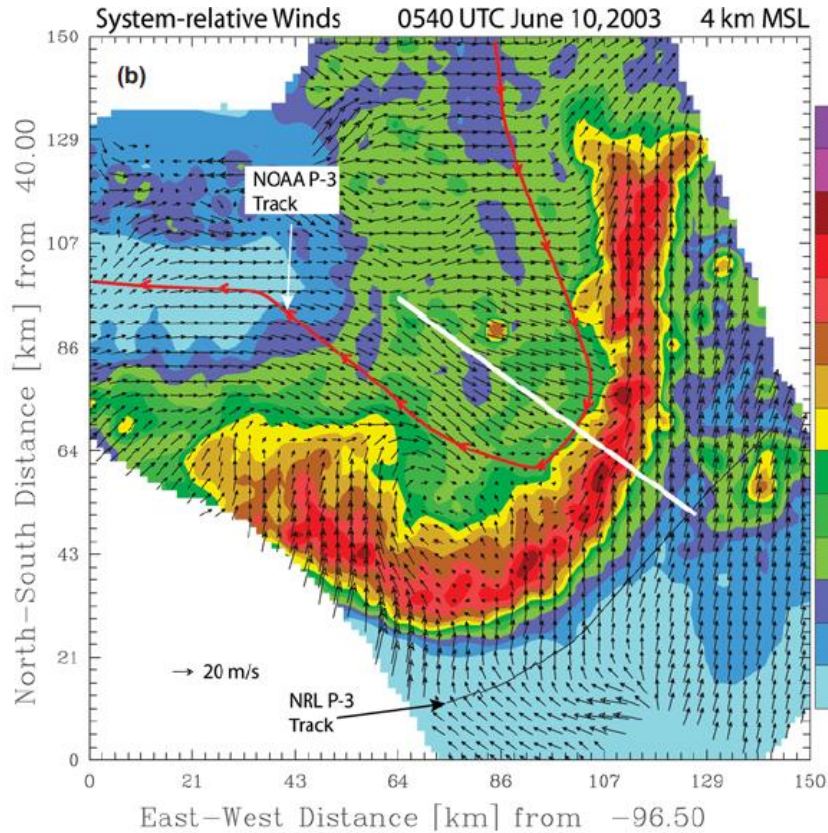 System-relative Winds 0540 UTC June 10, 2003 4 km MSL
(b)
150
129
107
86
64
43
21
0
North-South Distance [km] from 40.00
NOAA P-3
Track
20 m/s
NRL P-3
Track
0 21 43 64 86 107 129 150
East-West Distance [km] from -96.50